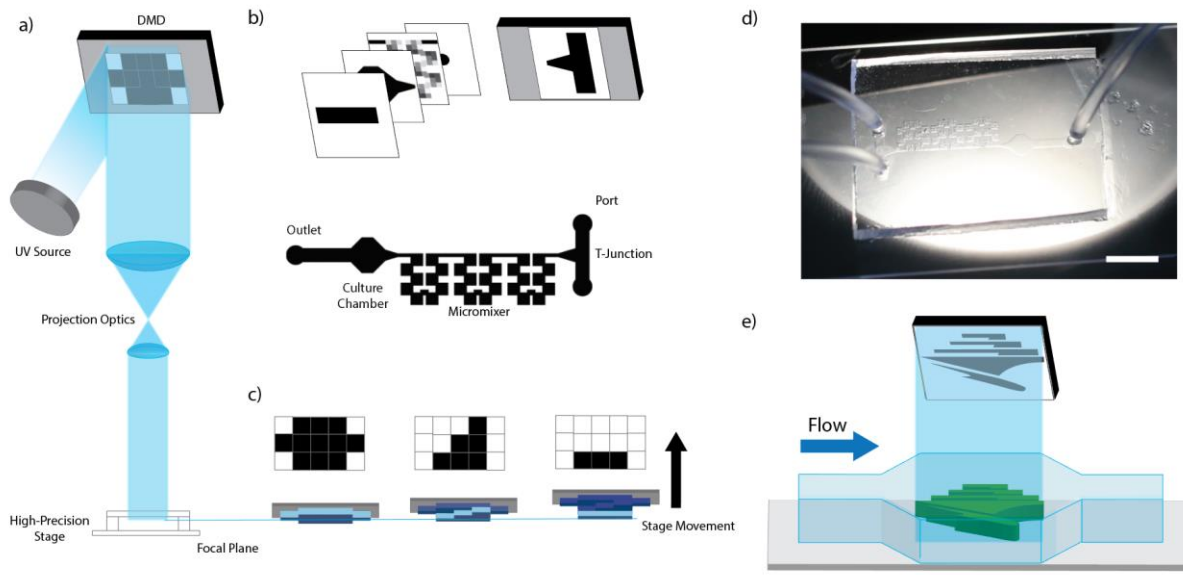 a)
DMD
UV Source
Projection Optics
High-Precision
Stage
Focal Plane
b)
Outlet
Culture
Chamber
Micromixer
Port
T-Junction
c)
Stage Movement
d)
e)
Flow